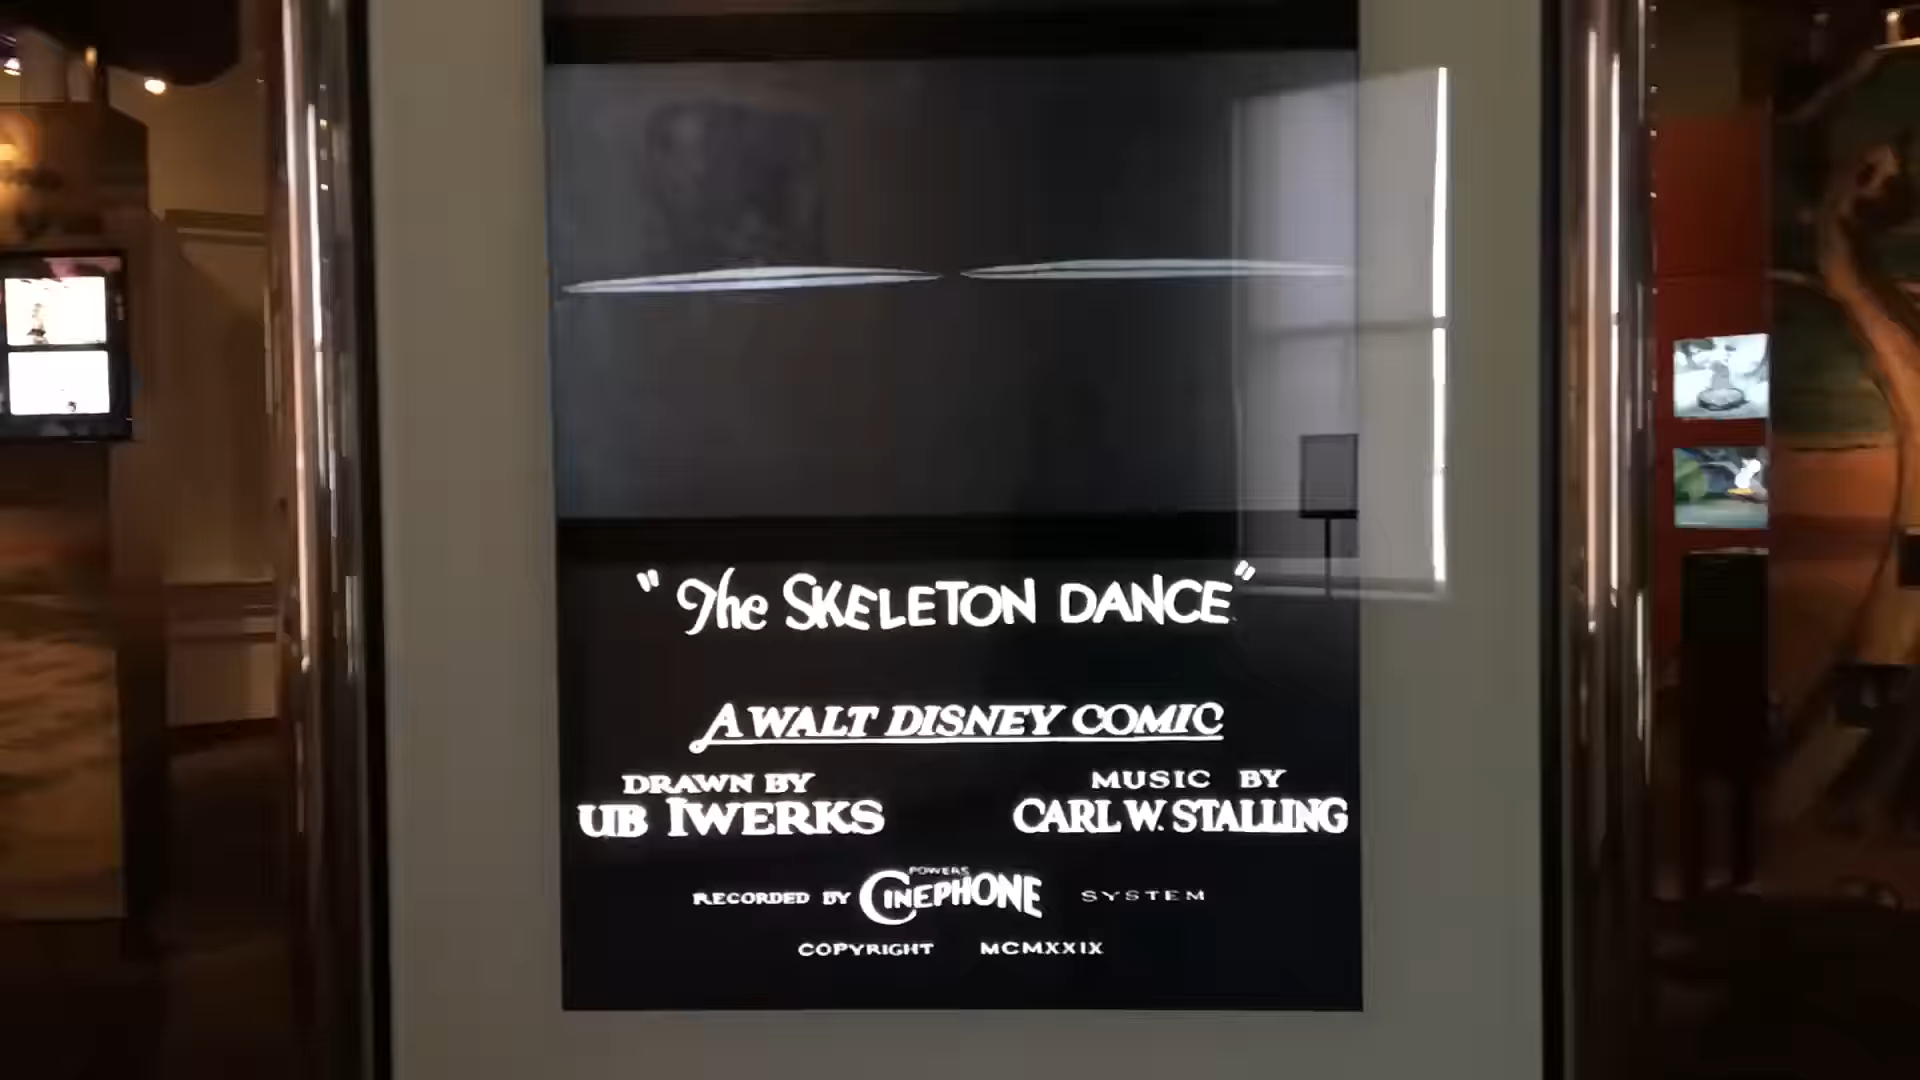 "The SKELETON DANCE"
A WALT DISNEY COMIC
DRAWN BY
UB IWERKS
MUSIC BY
CARL W. STALLING
POWERS
RECORDED BY CINEPHONE SYSTEM
COPYRIGHT MCMXXIX